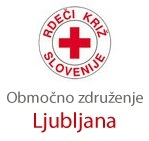 RDEČI KRIŽ
SLOVENIJE
Območno združenje
Ljubljana